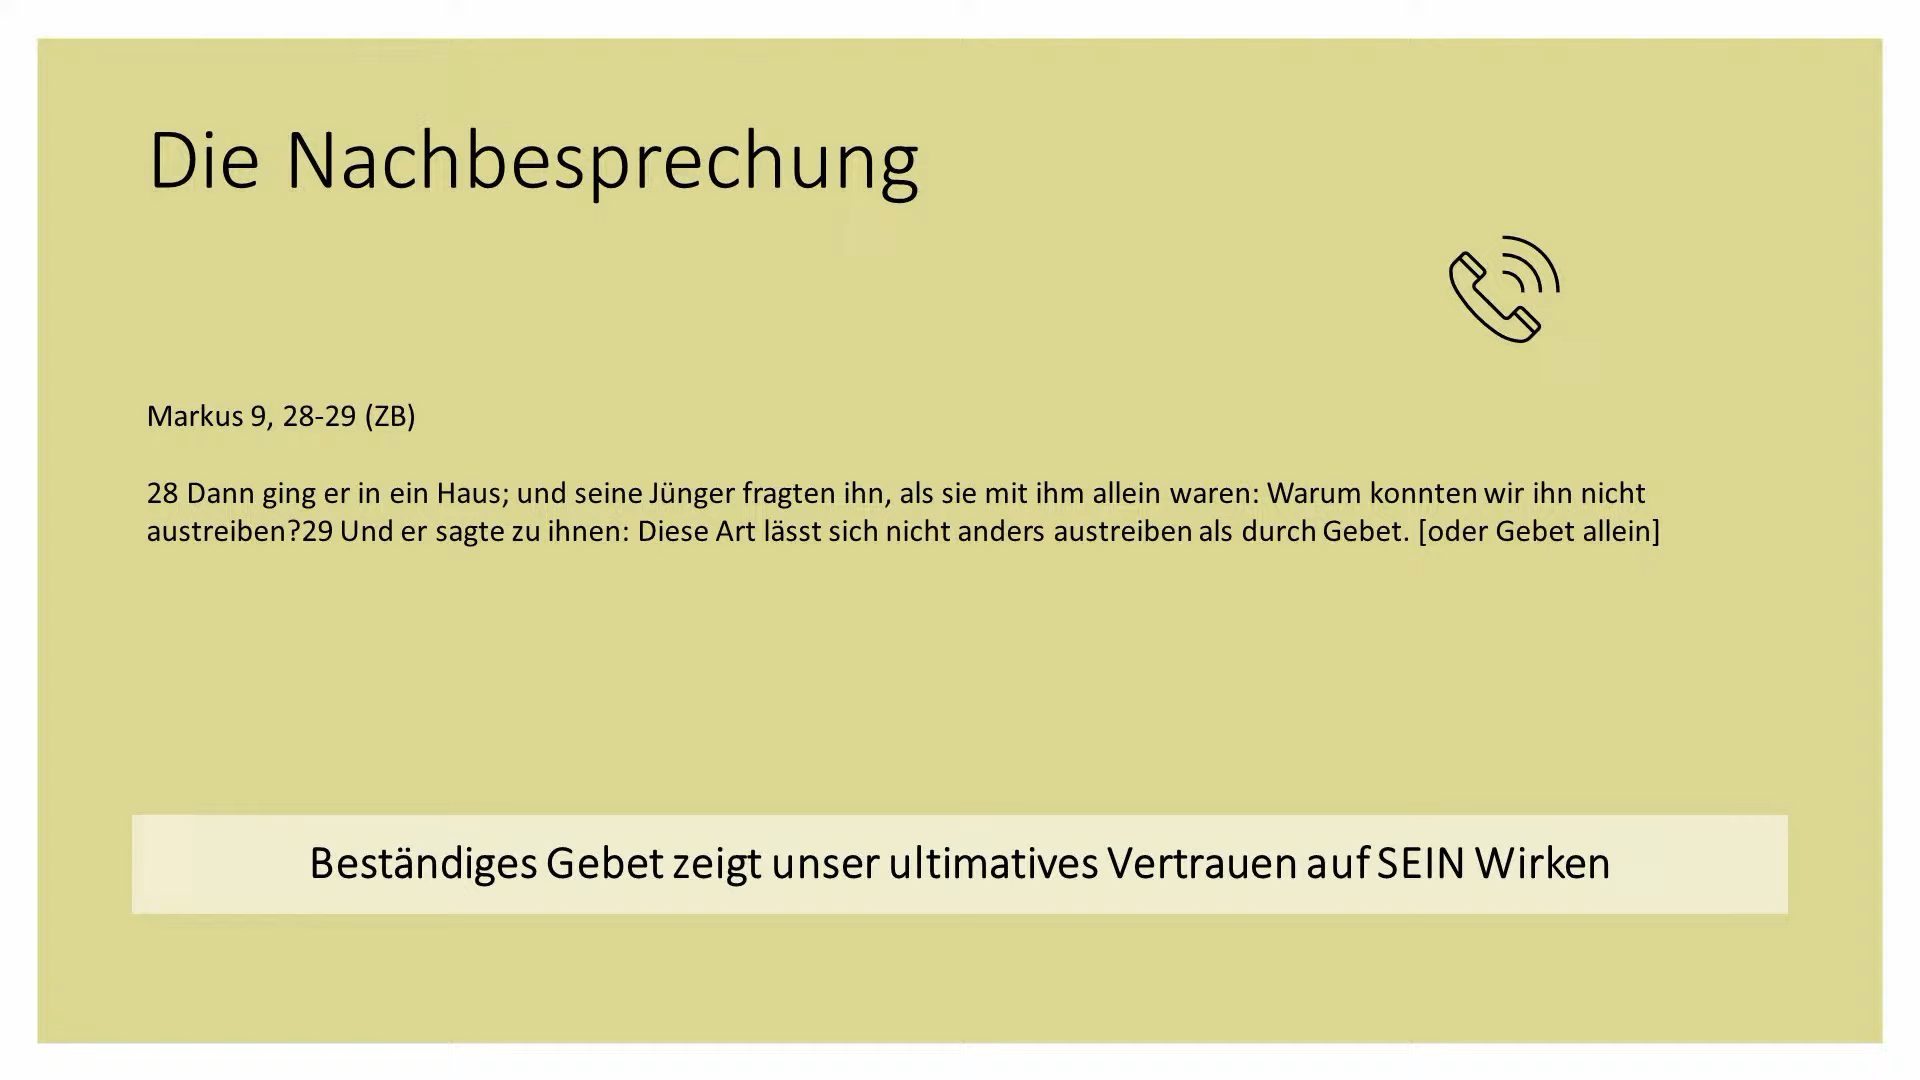 Die Nachbesprechung
Markus 9, 28-29 (ZB)
28 Dann ging er in ein Haus; und seine Jünger fragten ihn, als sie mit ihm allein waren: Warum konnten wir ihn nicht
austreiben?29 Und er sagte zu ihnen: Diese Art lässt sich nicht anders austreiben als durch Gebet. [oder Gebet allein]
Beständiges Gebet zeigt unser ultimatives Vertrauen auf SEIN Wirken